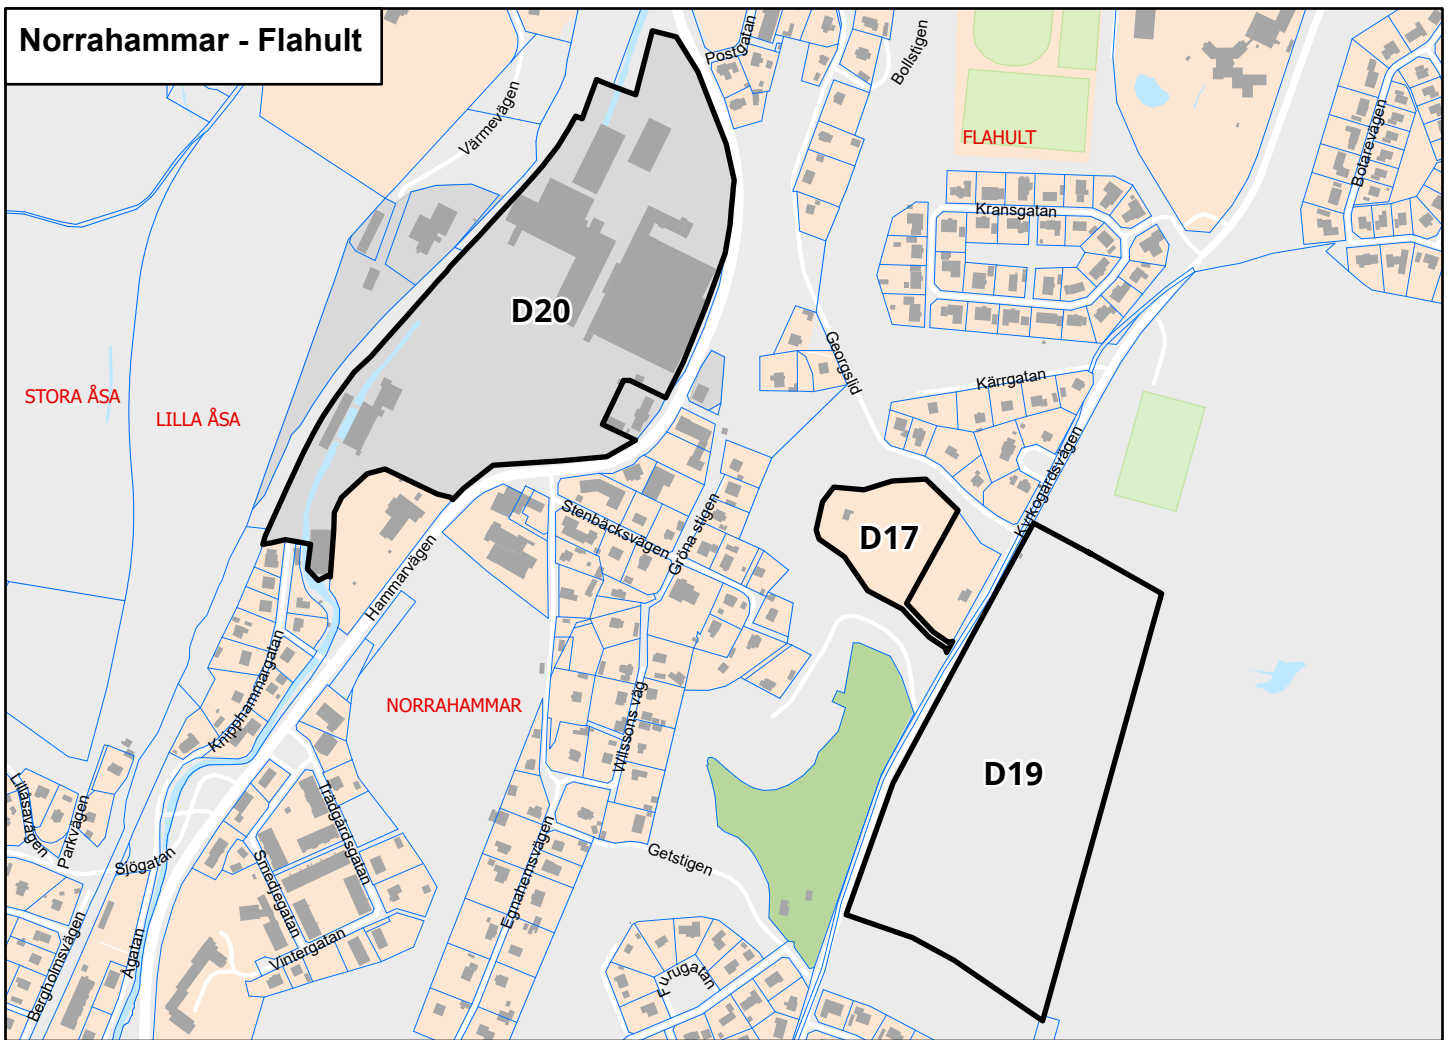 Norrahammar - Flahult
Postgatan
Bollstigen
Värmevägen
FLAHULT
Botarevägen
Kransgatan
D20
Georgslid
Kärrgatan
STORA ÅSA
LILLA ÅSA
Kyrkogårdsvägen
Stenbäcksvägen
Gröna stigen
D17
Hammarvägen
Knipphammargatan
NORRAHAMMAR
Wilssons väg
D19
Lillåsavägen
Parkvägen
Trädgårdsgatan
Sjögatan
Smedjegatan
Egnahemsvägen
Getstigen
Bergholmsvägen
Ågatan
Vintergatan
Furugatan